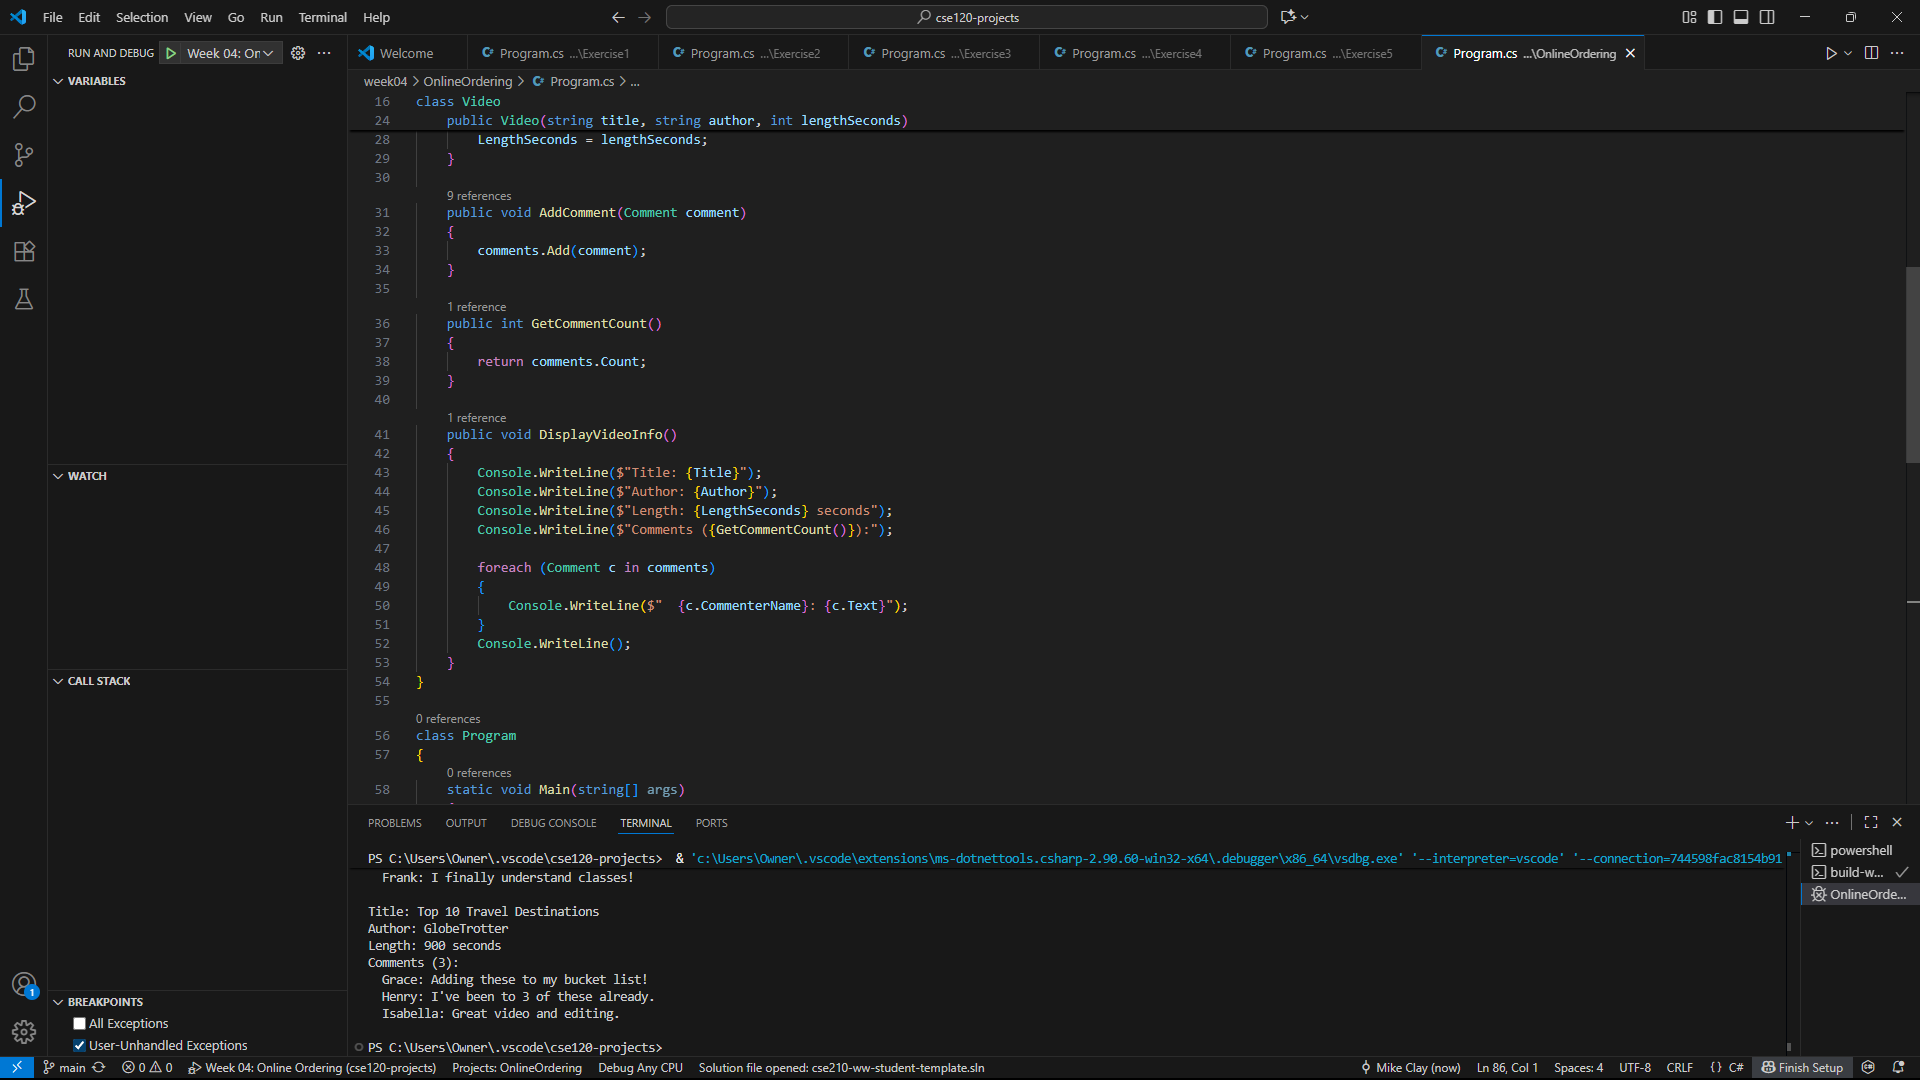 File Edit Selection View Go Run Terminal Help
cse120-projects
RUN AND DEBUG Week 04: On
Welcome Program.cs ...\Exercise1 Program.cs ...\Exercise2 Program.cs ...\Exercise3 Program.cs ...\Exercise4 Program.cs ...\Exercise5 Program.cs ...\OnlineOrdering
week04 > OnlineOrdering > Program.cs > ...
VARIABLES
WATCH
CALL STACK
BREAKPOINTS
All Exceptions
User-Unhandled Exceptions
16 class Video
24 public Video(string title, string author, int lengthSeconds)
28 LengthSeconds = lengthSeconds;
29 }
30
9 references
31 public void AddComment(Comment comment)
32 {
33 comments.Add(comment);
34 }
35
1 reference
36 public int GetCommentCount()
37 {
38 return comments.Count;
39 }
40
1 reference
41 public void DisplayVideoInfo()
42 {
43 Console.WriteLine($"Title: {Title}");
44 Console.WriteLine($"Author: {Author}");
45 Console.WriteLine($"Length: {LengthSeconds} seconds");
46 Console.WriteLine($"Comments ({GetCommentCount()}):");
47
48 foreach (Comment c in comments)
49 {
50 Console.WriteLine($"  {c.CommenterName}: {c.Text}");
51 }
52 Console.WriteLine();
53 }
54 }
55
0 references
56 class Program
57 {
0 references
58 static void Main(string[] args)
PROBLEMS OUTPUT DEBUG CONSOLE TERMINAL PORTS
PS C:\Users\Owner\.vscode\cse120-projects>  & 'c:\Users\Owner\.vscode\extensions\ms-dotnettools.csharp-2.90.60-win32-x64\.debugger\x86_64\vsdbg.exe' '--interpreter=vscode' '--connection=744598fac8154b91
Frank: I finally understand classes!
Title: Top 10 Travel Destinations
Author: GlobeTrotter
Length: 900 seconds
Comments (3):
Grace: Adding these to my bucket list!
Henry: I've been to 3 of these already.
Isabella: Great video and editing.
PS C:\Users\Owner\.vscode\cse120-projects>
powershell
build-w...
OnlineOrde...
1
main 0 0 Week 04: Online Ordering (cse120-projects) Projects: OnlineOrdering Debug Any CPU Solution file opened: cse210-ww-student-template.sln Mike Clay (now) Ln 86, Col 1 Spaces: 4 UTF-8 CRLF {} C# Finish Setup